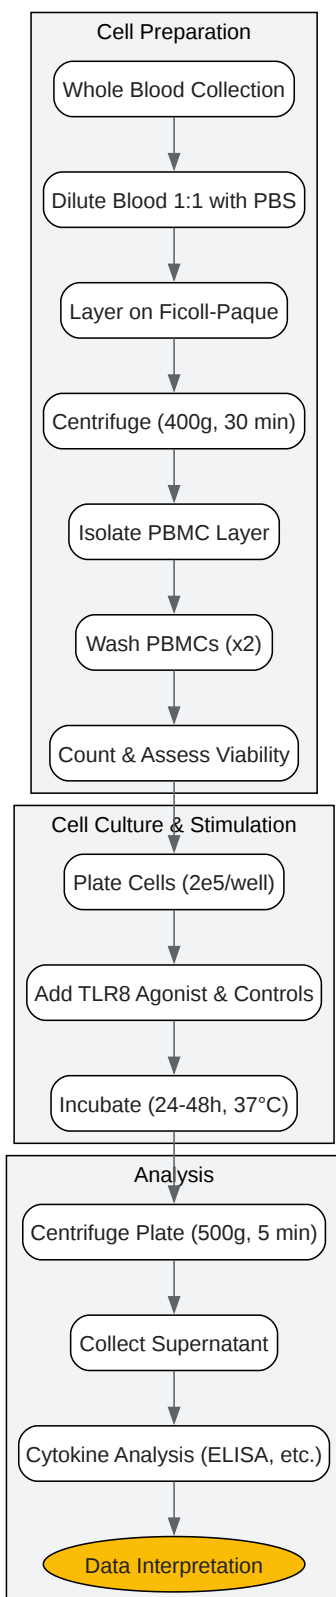 Cell Preparation
Whole Blood Collection
Dilute Blood 1:1 with PBS
Layer on Ficoll-Paque
Centrifuge (400g, 30 min)
Isolate PBMC Layer
Wash PBMCs (x2)
Count & Assess Viability
Cell Culture & Stimulation
Plate Cells (2e5/well)
Add TLR8 Agonist & Controls
Incubate (24-48h, 37°C)
Analysis
Centrifuge Plate (500g, 5 min)
Collect Supernatant
Cytokine Analysis (ELISA, etc.)
Data Interpretation